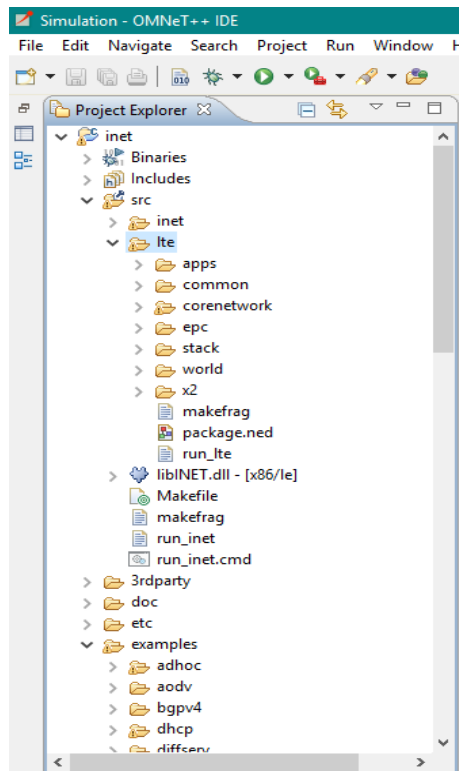 Simulation - OMNeT++ IDE
File Edit Navigate Search Project Run Window H
Project Explorer
inet
Binaries
Includes
src
inet
lte
apps
common
corenetwork
epc
stack
world
x2
makefrag
package.ned
run_lte
libINET.dll - [x86/le]
Makefile
makefrag
run_inet
run_inet.cmd
3rdparty
doc
etc
examples
adhoc
aodv
bgpv4
dhcp
diffserv